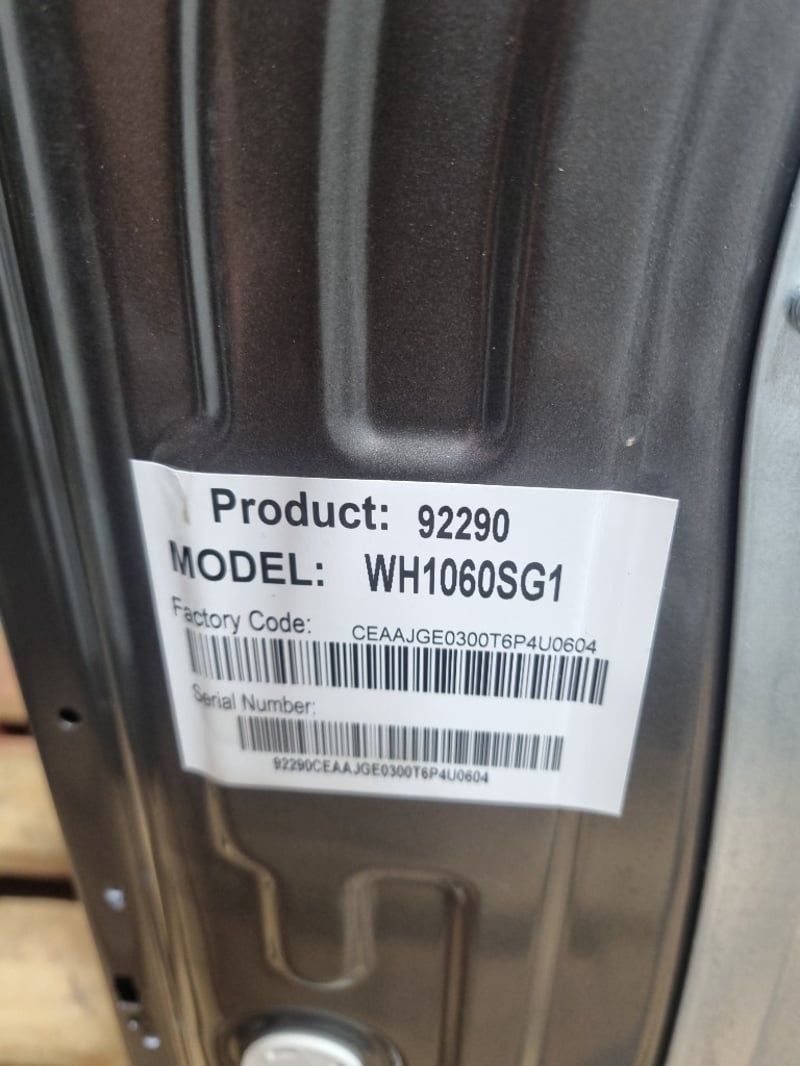 Product: 92290
MODEL: WH1060SG1
Factory Code: CEAAJGE0300T6P4U0604
Serial Number:
92290CEAAJGE0300T6P4U0604